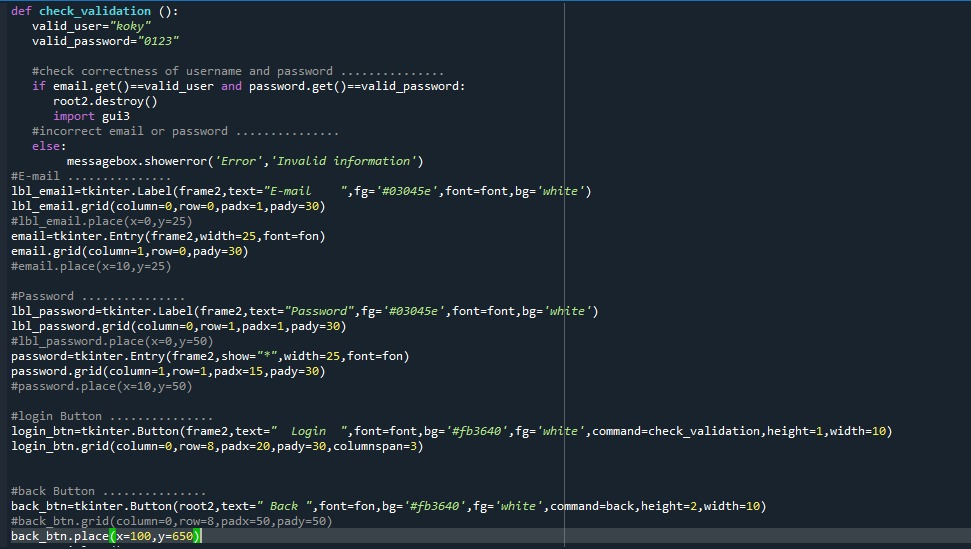 def check_validation ():
   valid_user="koky"
   valid_password="0123"
   #check correctness of username and password ...............
   if email.get()==valid_user and password.get()==valid_password:
      root2.destroy()
      import gui3
   #incorrect email or password ...............
   else:
        messagebox.showerror('Error','Invalid information')
#E-mail ...............
lbl_email=tkinter.Label(frame2,text="E-mail    ",fg='#03045e',font=font,bg='white')
lbl_email.grid(column=0,row=0,padx=1,pady=30)
#lbl_email.place(x=0,y=25)
email=tkinter.Entry(frame2,width=25,font=fon)
email.grid(column=1,row=0,pady=30)
#email.place(x=10,y=25)
#Password ...............
lbl_password=tkinter.Label(frame2,text="Password",fg='#03045e',font=font,bg='white')
lbl_password.grid(column=0,row=1,padx=1,pady=30)
#lbl_password.place(x=0,y=50)
password=tkinter.Entry(frame2,show="*",width=25,font=fon)
password.grid(column=1,row=1,padx=15,pady=30)
#password.place(x=10,y=50)
#login Button ...............
login_btn=tkinter.Button(frame2,text="  Login  ",font=font,bg='#fb3640',fg='white',command=check_validation,height=1,width=10)
login_btn.grid(column=0,row=8,padx=20,pady=30,columnspan=3)
#back Button ...............
back_btn=tkinter.Button(root2,text=" Back ",font=fon,bg='#fb3640',fg='white',command=back,height=2,width=10)
#back_btn.grid(column=0,row=8,padx=50,pady=50)
back_btn.place(x=100,y=650)